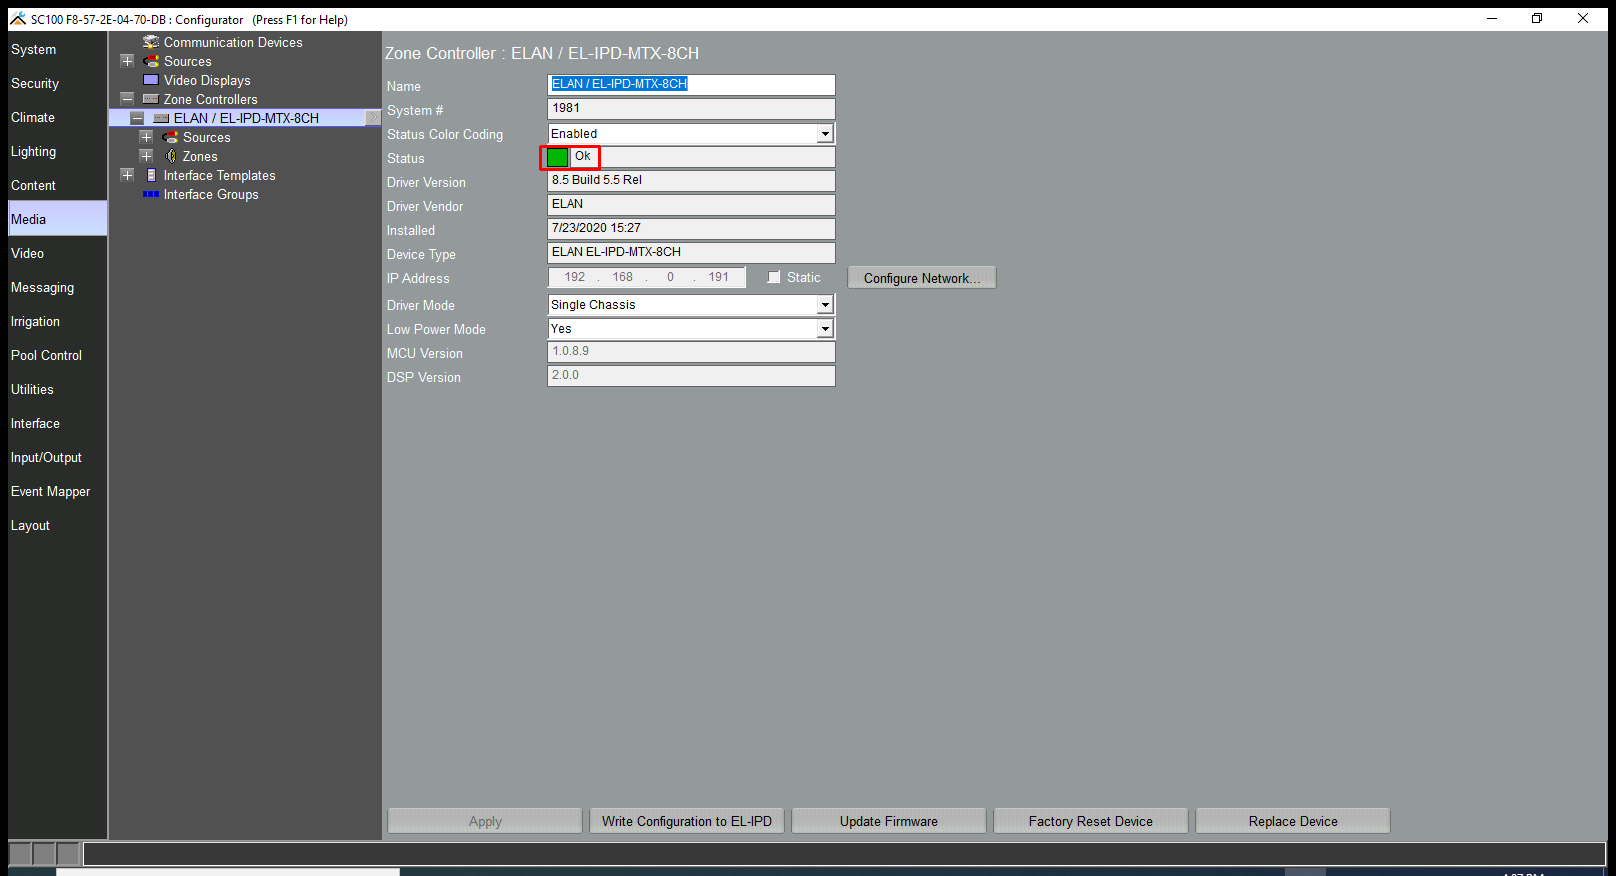 SC100 F8-57-2E-04-70-DB : Configurator   (Press F1 for Help)
System
Security
Climate
Lighting
Content
Media
Video
Messaging
Irrigation
Pool Control
Utilities
Interface
Input/Output
Event Mapper
Layout
Communication Devices
Sources
Video Displays
Zone Controllers
ELAN / EL-IPD-MTX-8CH
Sources
Zones
Interface Templates
Interface Groups
Zone Controller : ELAN / EL-IPD-MTX-8CH
Name ELAN / EL-IPD-MTX-8CH
System # 1981
Status Color Coding Enabled
Status Ok
Driver Version 8.5 Build 5.5 Rel
Driver Vendor ELAN
Installed 7/23/2020 15:27
Device Type ELAN EL-IPD-MTX-8CH
IP Address 192 . 168 . 0 . 191 Static Configure Network...
Driver Mode Single Chassis
Low Power Mode Yes
MCU Version 1.0.8.9
DSP Version 2.0.0
Apply Write Configuration to EL-IPD Update Firmware Factory Reset Device Replace Device